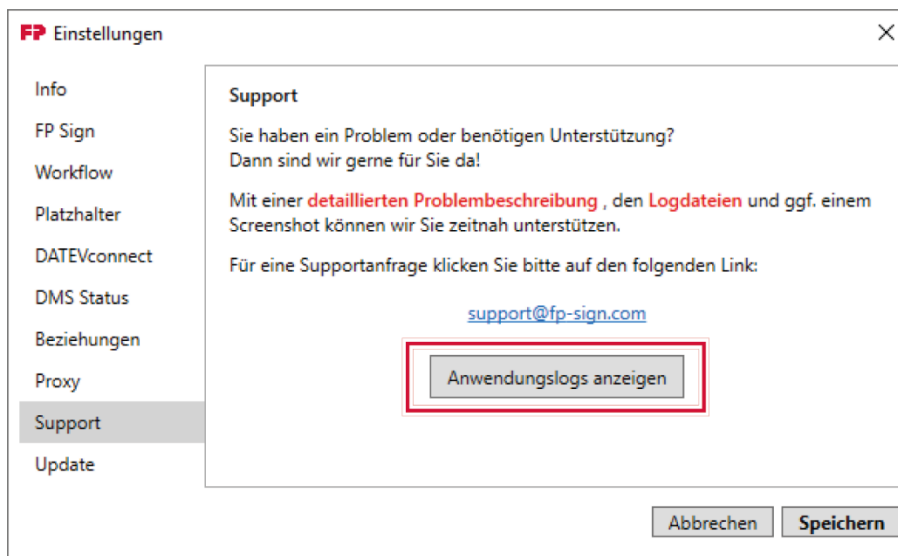 FP Einstellungen
Info
FP Sign
Workflow
Platzhalter
DATEVconnect
DMS Status
Beziehungen
Proxy
Support
Update
Support
Sie haben ein Problem oder benötigen Unterstützung?
Dann sind wir gerne für Sie da!
Mit einer detaillierten Problembeschreibung , den Logdateien und ggf. einem
Screenshot können wir Sie zeitnah unterstützen.
Für eine Supportanfrage klicken Sie bitte auf den folgenden Link:
support@fp-sign.com
Anwendungslogs anzeigen
Abbrechen
Speichern